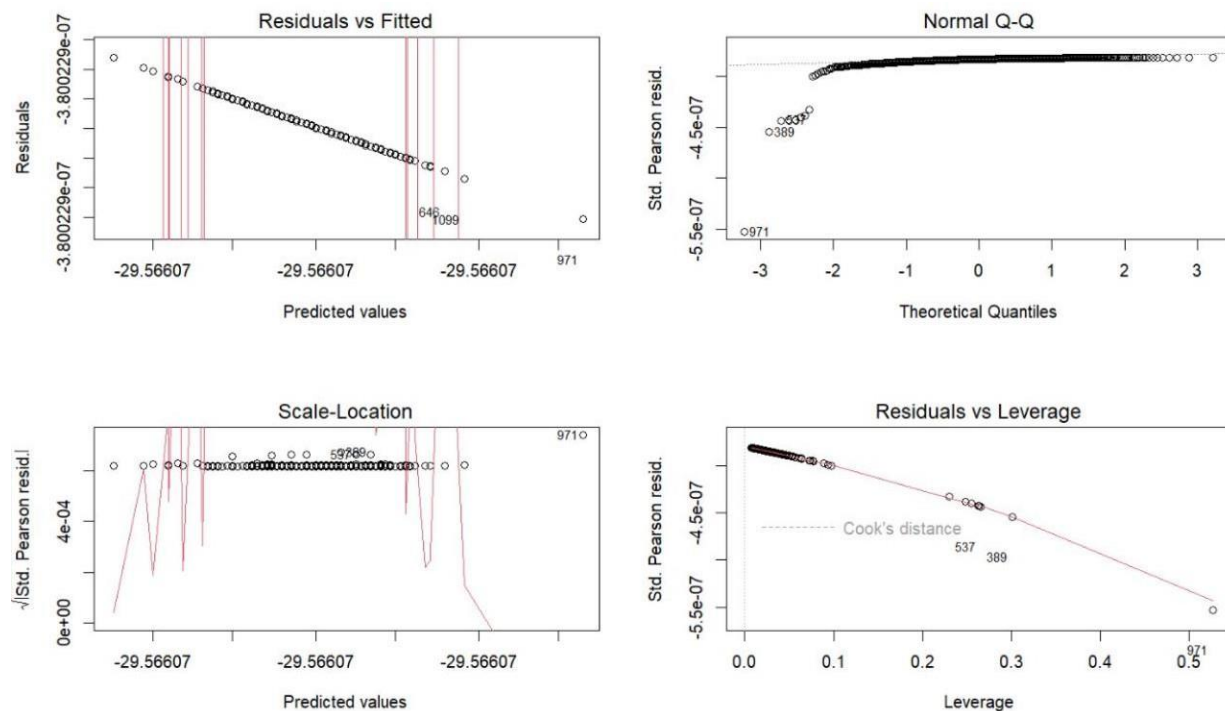 Residuals vs Fitted
Residuals
-3.800229e-07
-3.800229e-07
646
1099
971
-29.56607
-29.56607
-29.56607
Predicted values
Normal Q-Q
Std. Pearson resid.
-4.5e-07
-5.5e-07
389
971
-3
-2
-1
0
1
2
3
Theoretical Quantiles
Scale-Location
√|Std. Pearson resid.|
4e-04
0e+00
537
389
971
-29.56607
-29.56607
-29.56607
Predicted values
Residuals vs Leverage
Std. Pearson resid.
-4.5e-07
-5.5e-07
Cook's distance
537
389
971
0.0
0.1
0.2
0.3
0.4
0.5
Leverage